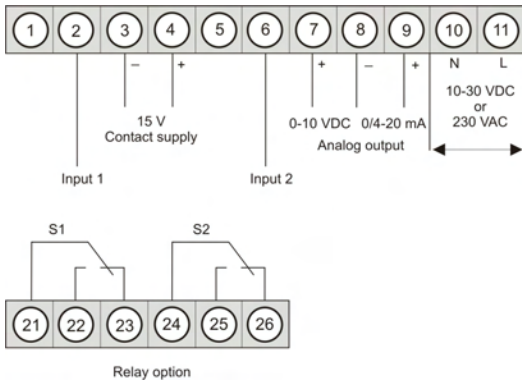 1 2 3 4 5 6 7 8 9 10 11
– + + – + N L
15 V
Contact supply
0-10 VDC 0/4-20 mA
Analog output
10-30 VDC
or
230 VAC
Input 1 Input 2
S1 S2
21 22 23 24 25 26
Relay option